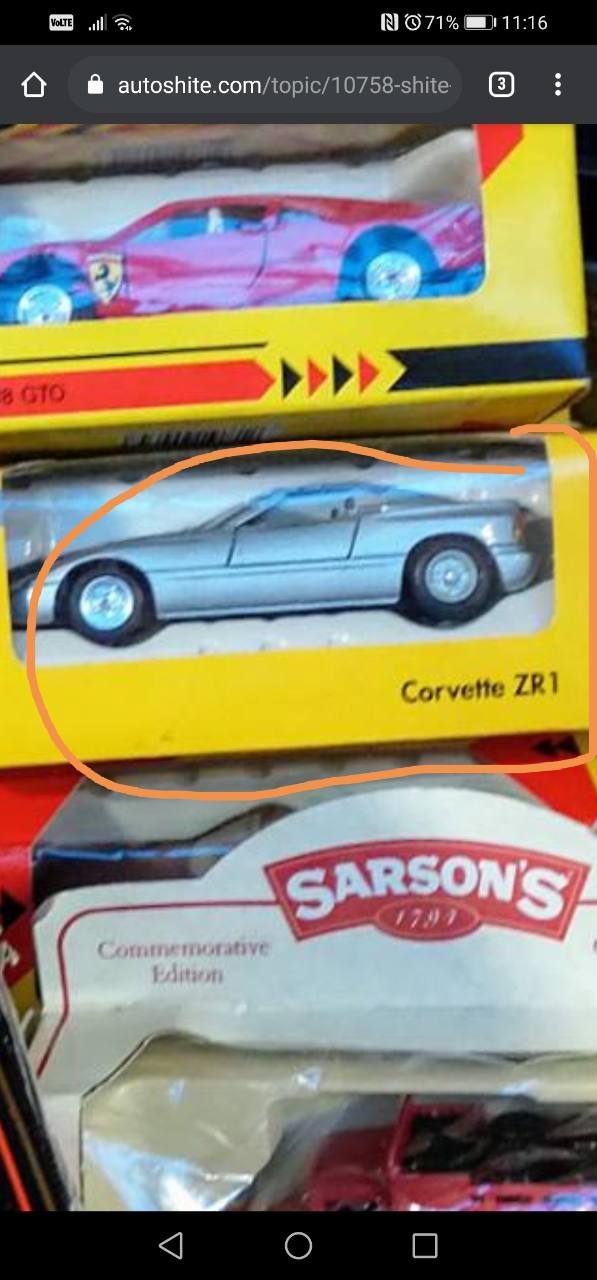 VoLTE
71%
11:16
autoshite.com/topic/10758-shite-
3
8 GTO
Corvette ZR1
SARSON'S
1794
Commemorative
Edition